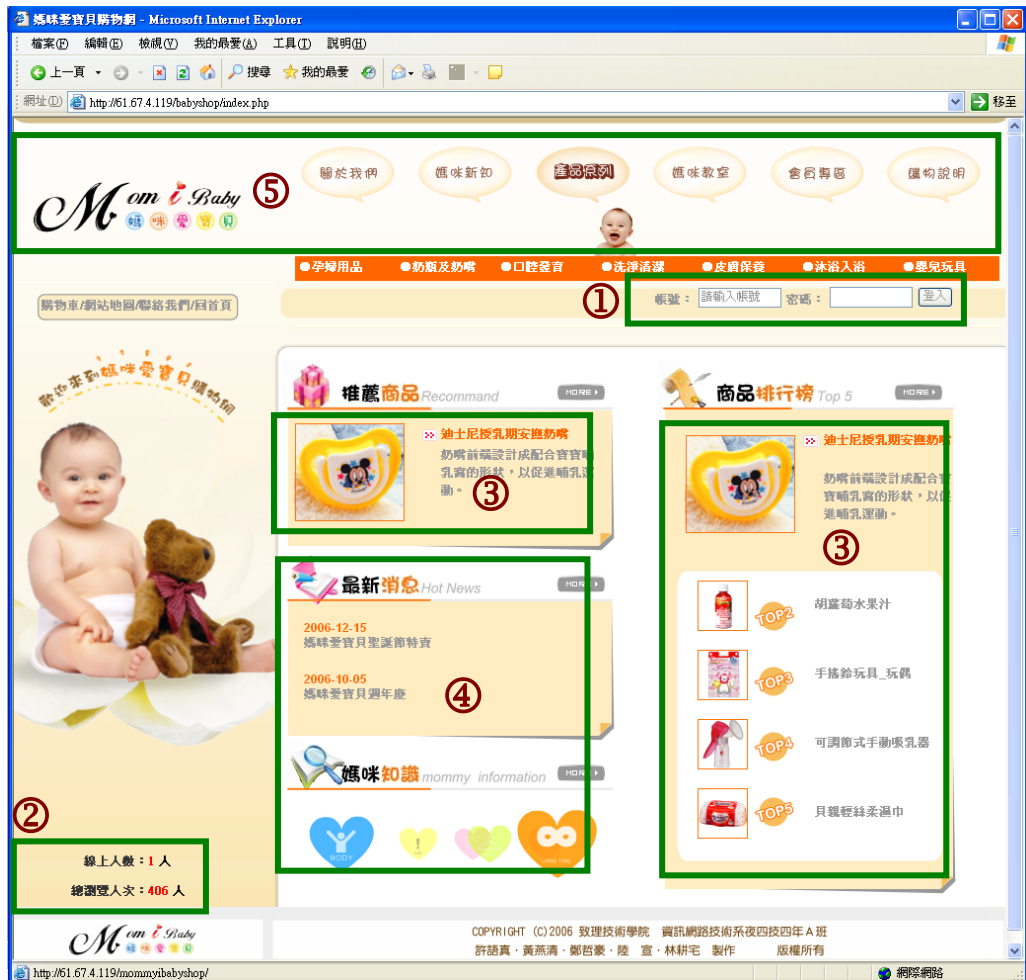 媽咪愛寶貝購物網 - Microsoft Internet Explorer
檔案(F) 編輯(E) 檢視(V) 我的最愛(A) 工具(T) 說明(H)
上一頁 搜尋 我的最愛
網址(D) http://61.67.4.119/babyshop/index.php 移至
關於我們 媽咪新知 產品系列 媽咪教室 會員專區 購物說明
Mom i Baby
媽咪愛寶貝
⑤
●孕婦用品 ●奶瓶及奶嘴 ●口腔發育 ●洗淨清潔 ●皮膚保養 ●沐浴入浴 ●嬰兒玩具
購物車/網站地圖/聯絡我們/回首頁
① 帳號： 請輸入帳號 密碼： 登入
歡迎來到媽咪愛寶貝購物網
推薦商品 Recommand MORE
迪士尼授乳期安撫奶嘴
奶嘴前端設計成配合寶寶哺
乳窩的形狀，以促進哺乳運
動。
③
最新消息 Hot News MORE
2006-12-15
媽咪愛寶貝聖誕節特賣
2006-10-05
媽咪愛寶貝週年慶
④
媽咪知識 mommy information MORE
BODY
商品排行榜 Top 5 MORE
迪士尼授乳期安撫奶嘴
奶嘴前端設計成配合寶
寶哺乳窩的形狀，以促
進哺乳運動。
③
TOP2 胡蘿蔔水果汁
TOP3 手搖鈴玩具_玩偶
TOP4 可調節式手動吸乳器
TOP5 貝親輕絲柔濕巾
②
線上人數：1 人
總瀏覽人次：406 人
Mom i Baby
媽咪愛寶貝
COPYRIGHT (C)2006 致理技術學院 資訊網路技術系夜四技四年A班
許語真．黃燕清．鄭哲豪．陸 宣．林耕宅 製作 版權所有
http://61.67.4.119/mommyibabyshop/ 網際網路